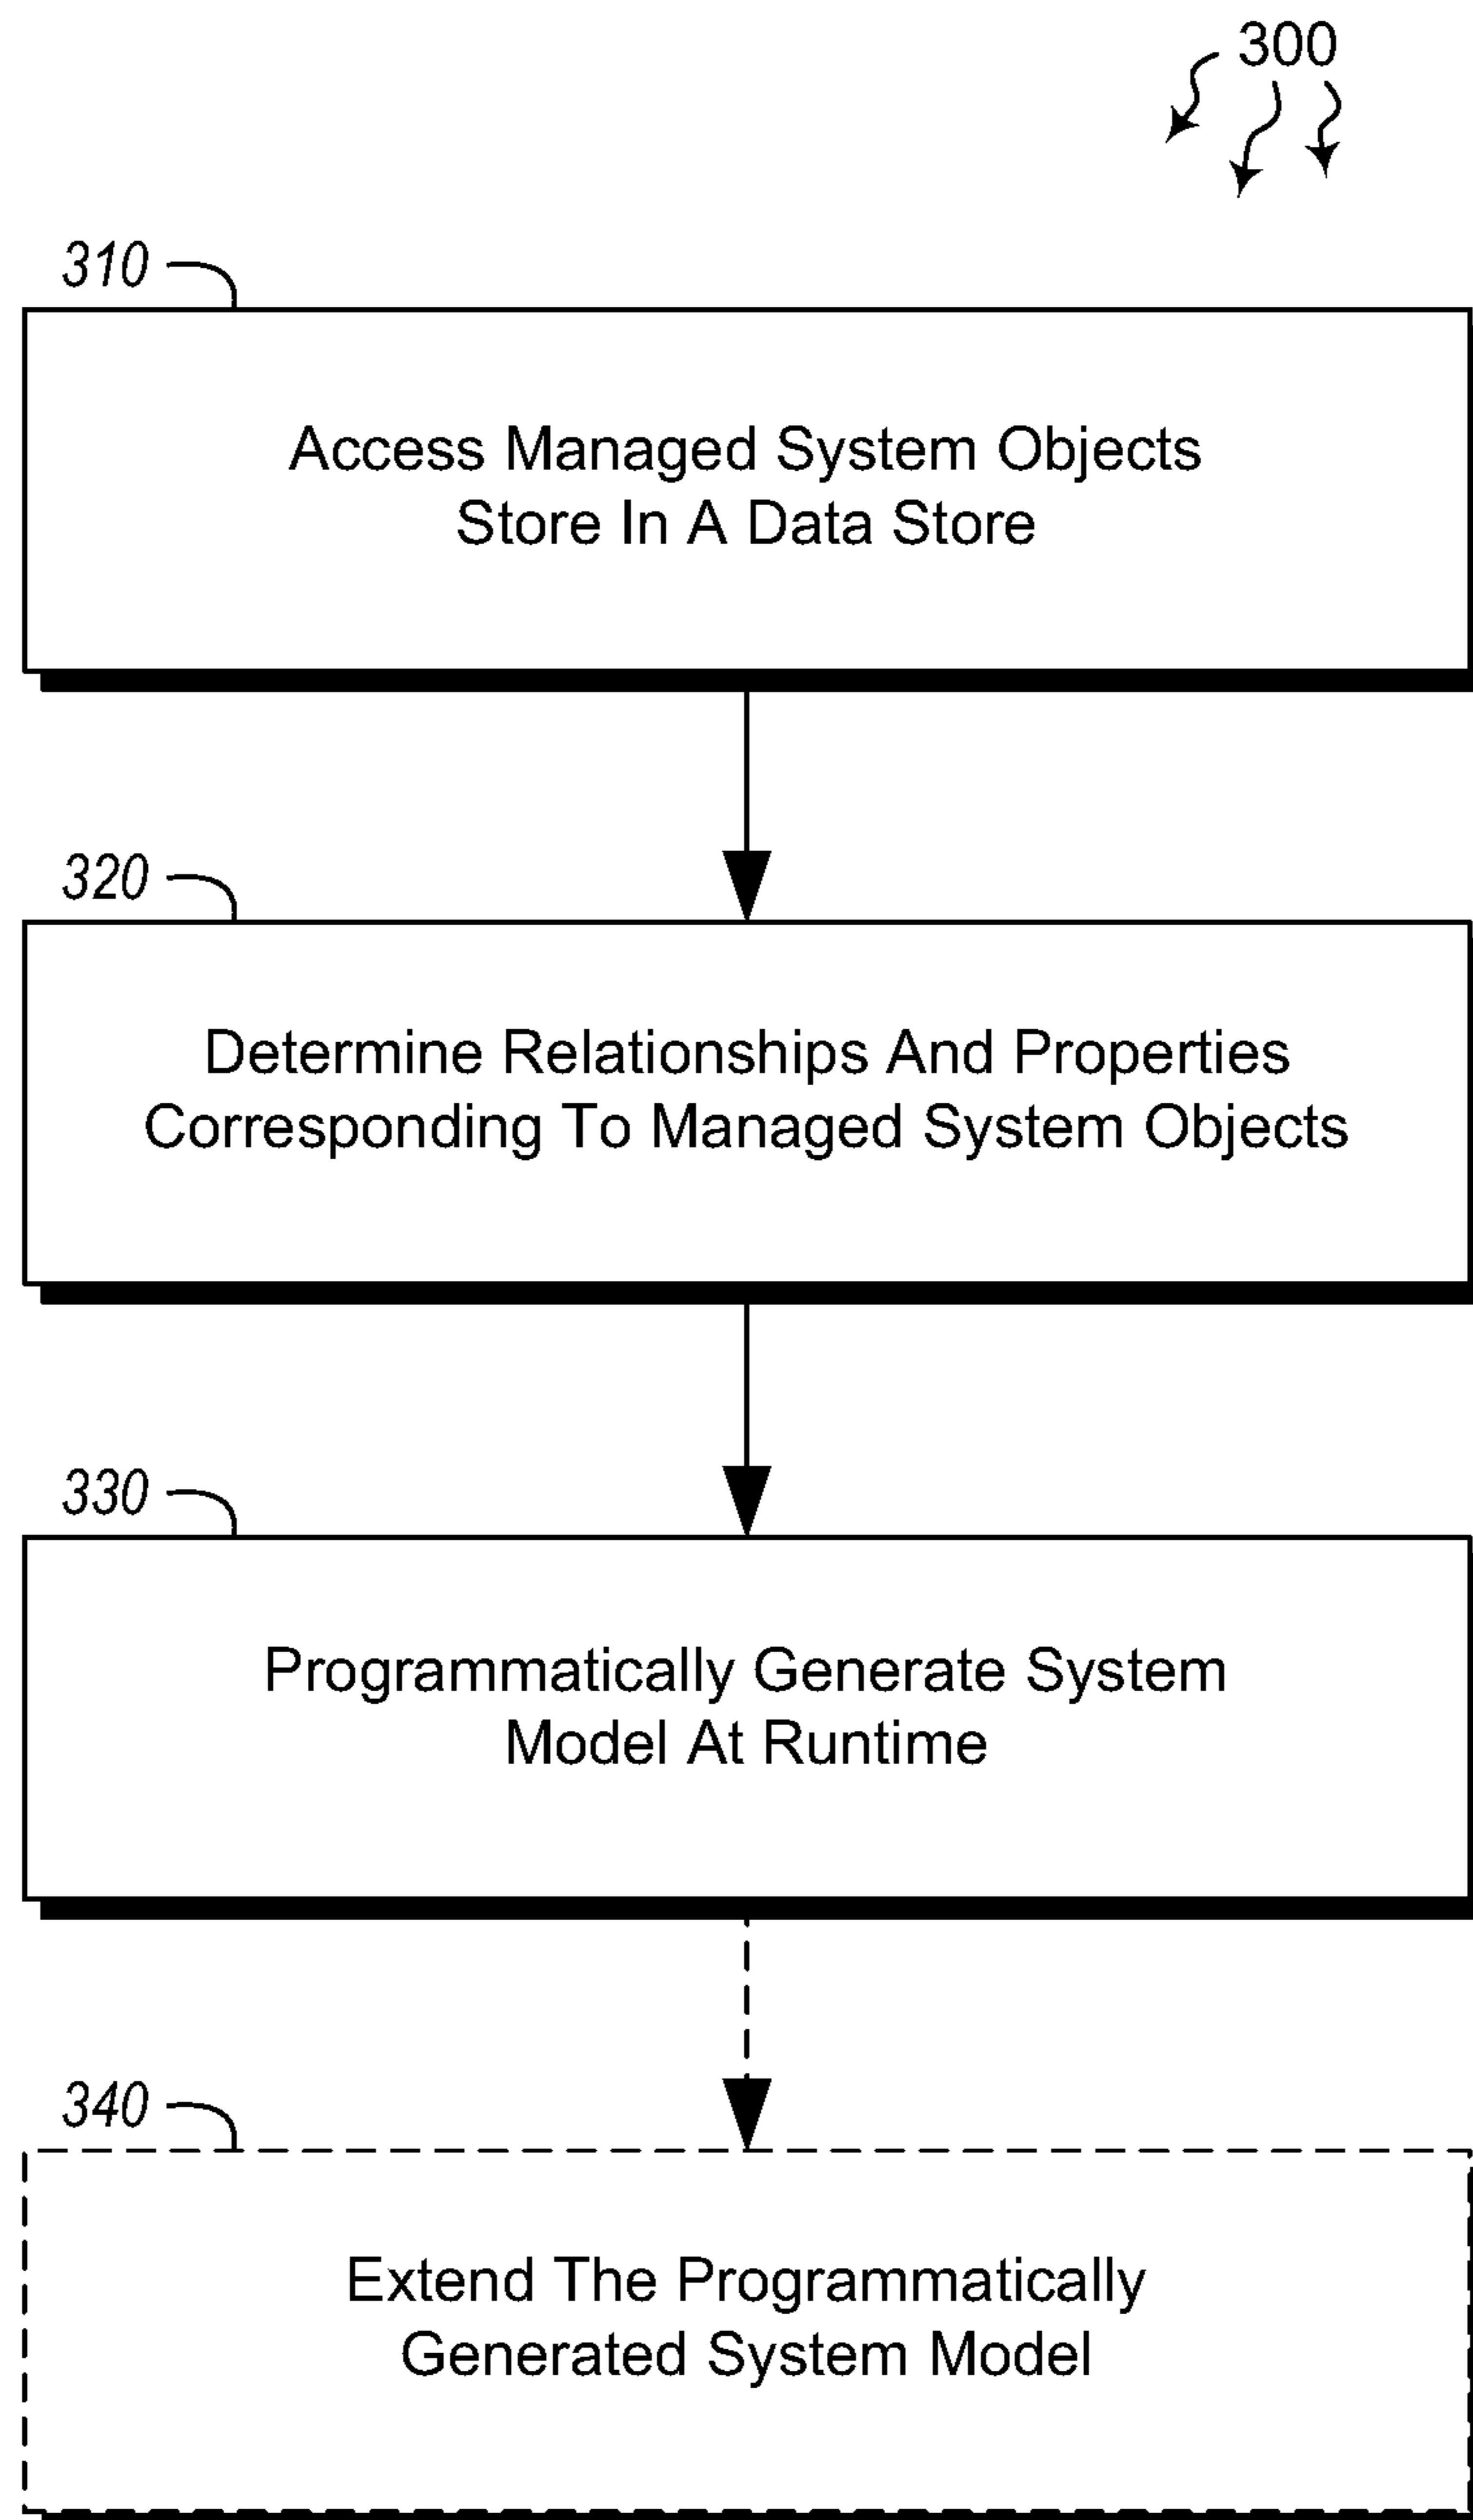 300
310
Access Managed System Objects
Store In A Data Store
320
Determine Relationships And Properties
Corresponding To Managed System Objects
330
Programmatically Generate System
Model At Runtime
340
Extend The Programmatically
Generated System Model